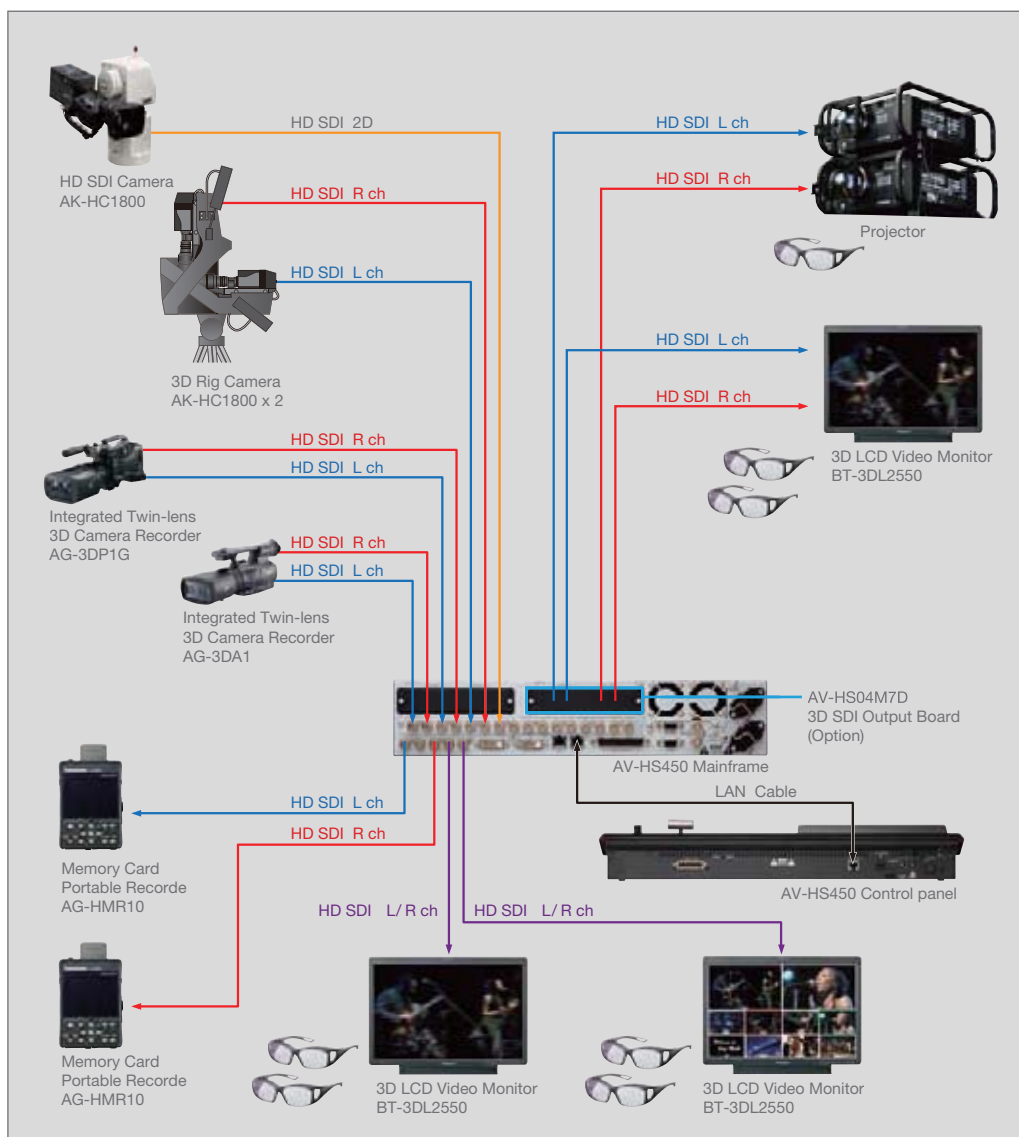 HD SDI 2D
HD SDI Camera
AK-HC1800
HD SDI R ch
HD SDI L ch
3D Rig Camera
AK-HC1800 x 2
HD SDI R ch
HD SDI L ch
Integrated Twin-lens
3D Camera Recorder
AG-3DP1G
HD SDI R ch
HD SDI L ch
Integrated Twin-lens
3D Camera Recorder
AG-3DA1
HD SDI L ch
HD SDI R ch
Projector
HD SDI L ch
HD SDI R ch
3D LCD Video Monitor
BT-3DL2550
AV-HS04M7D
3D SDI Output Board
(Option)
AV-HS450 Mainframe
LAN Cable
AV-HS450 Control panel
HD SDI L ch
HD SDI R ch
Memory Card
Portable Recorde
AG-HMR10
Memory Card
Portable Recorde
AG-HMR10
HD SDI L/ R ch
HD SDI L/ R ch
3D LCD Video Monitor
BT-3DL2550
3D LCD Video Monitor
BT-3DL2550